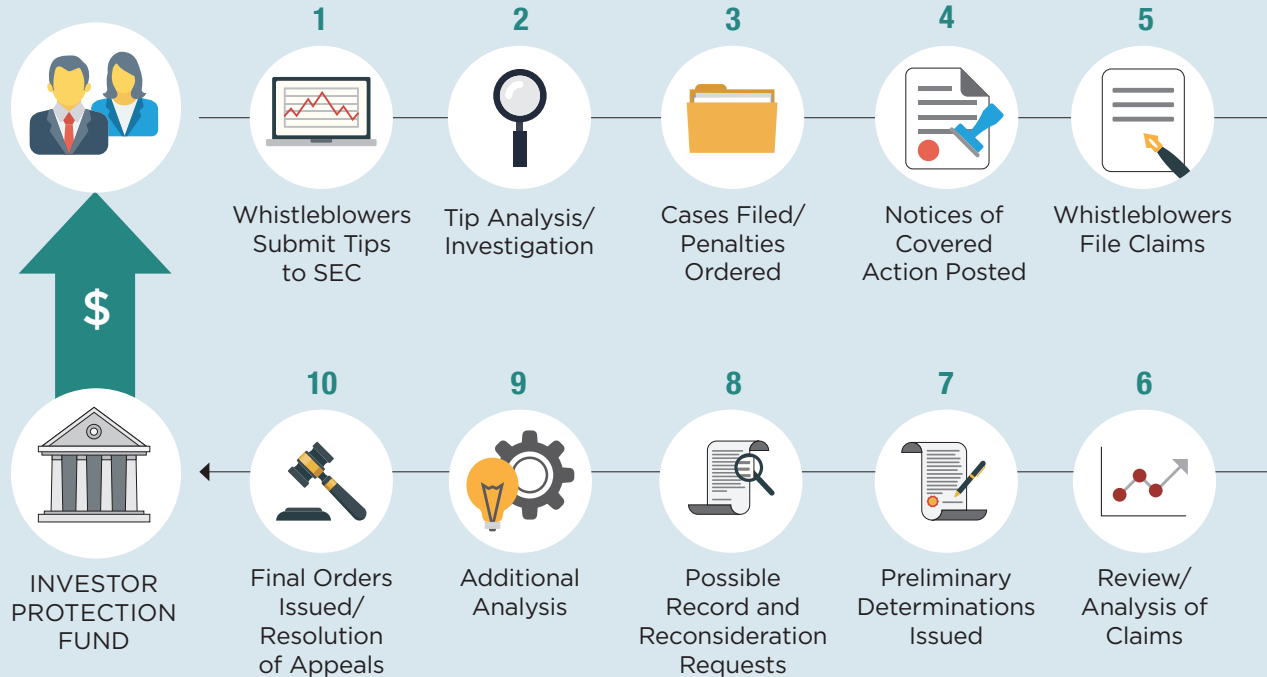 1
Whistleblowers
Submit Tips
to SEC
2
Tip Analysis/
Investigation
3
Cases Filed/
Penalties
Ordered
4
Notices of
Covered
Action Posted
5
Whistleblowers
File Claims
6
Review/
Analysis of
Claims
7
Preliminary
Determinations
Issued
8
Possible
Record and
Reconsideration
Requests
9
Additional
Analysis
10
Final Orders
Issued/
Resolution
of Appeals
INVESTOR
PROTECTION
FUND
$